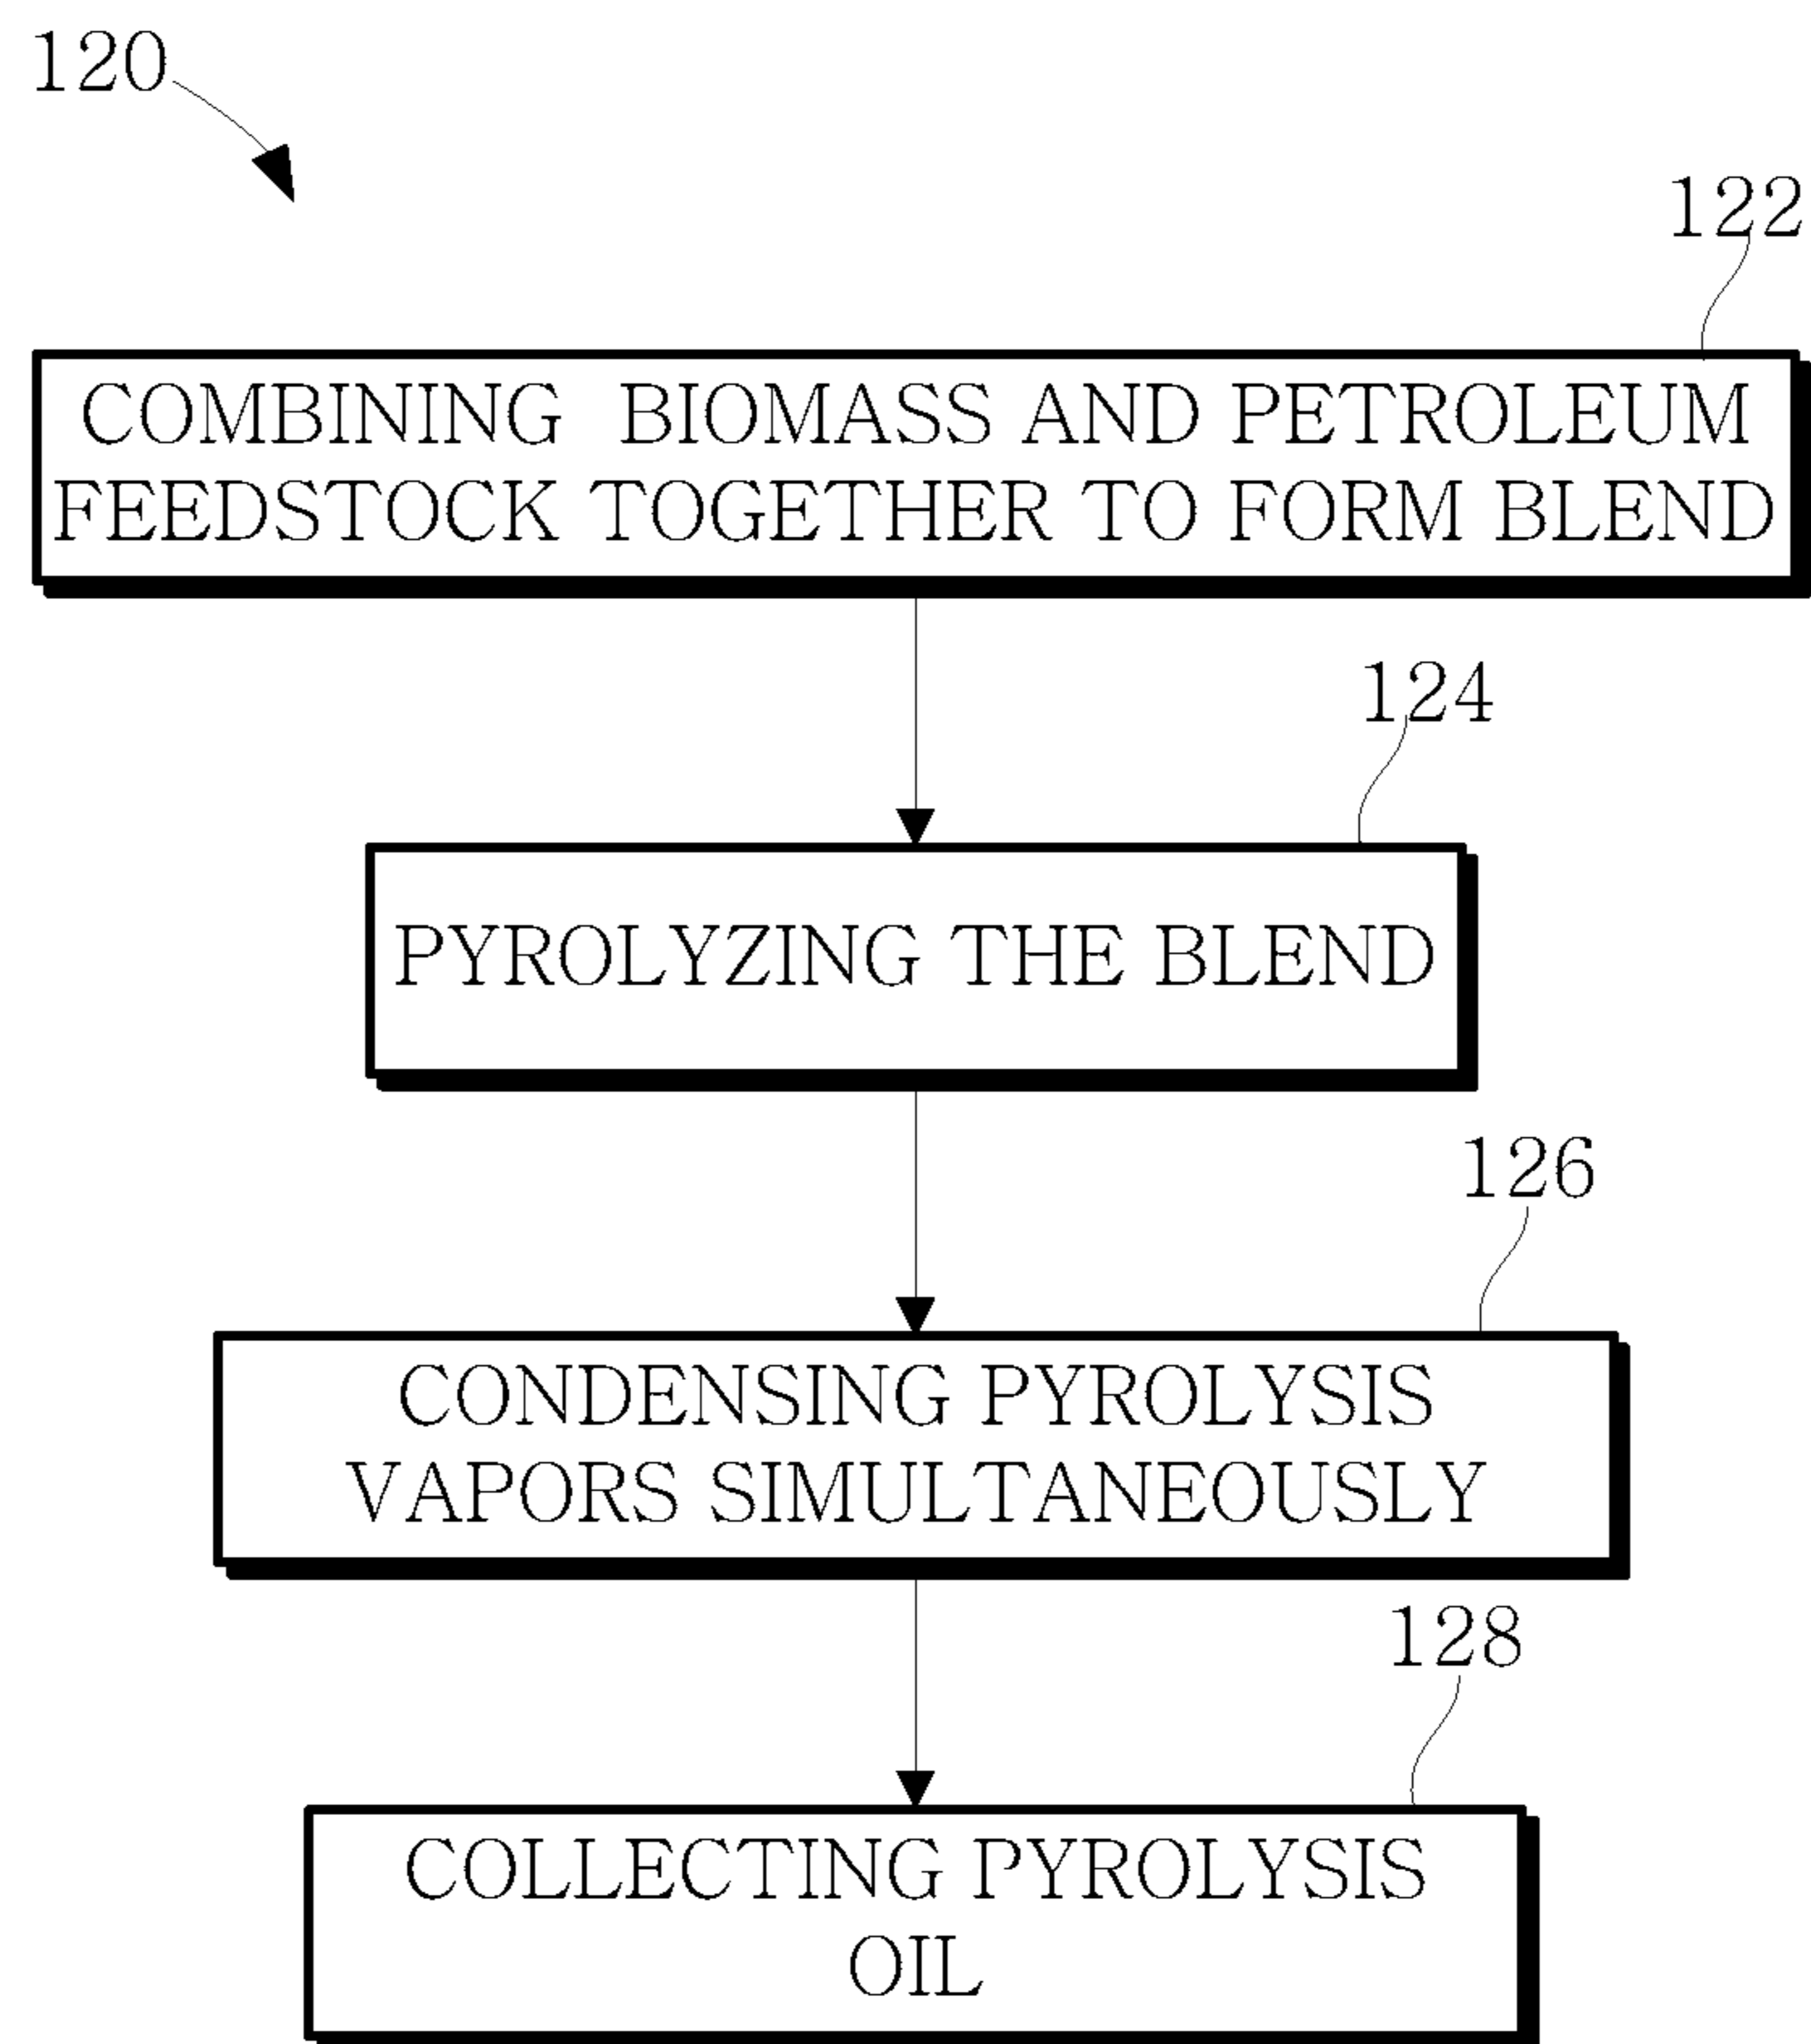 120
122
COMBINING BIOMASS AND PETROLEUM
FEEDSTOCK TOGETHER TO FORM BLEND
124
PYROLYZING THE BLEND
126
CONDENSING PYROLYSIS
VAPORS SIMULTANEOUSLY
128
COLLECTING PYROLYSIS
OIL